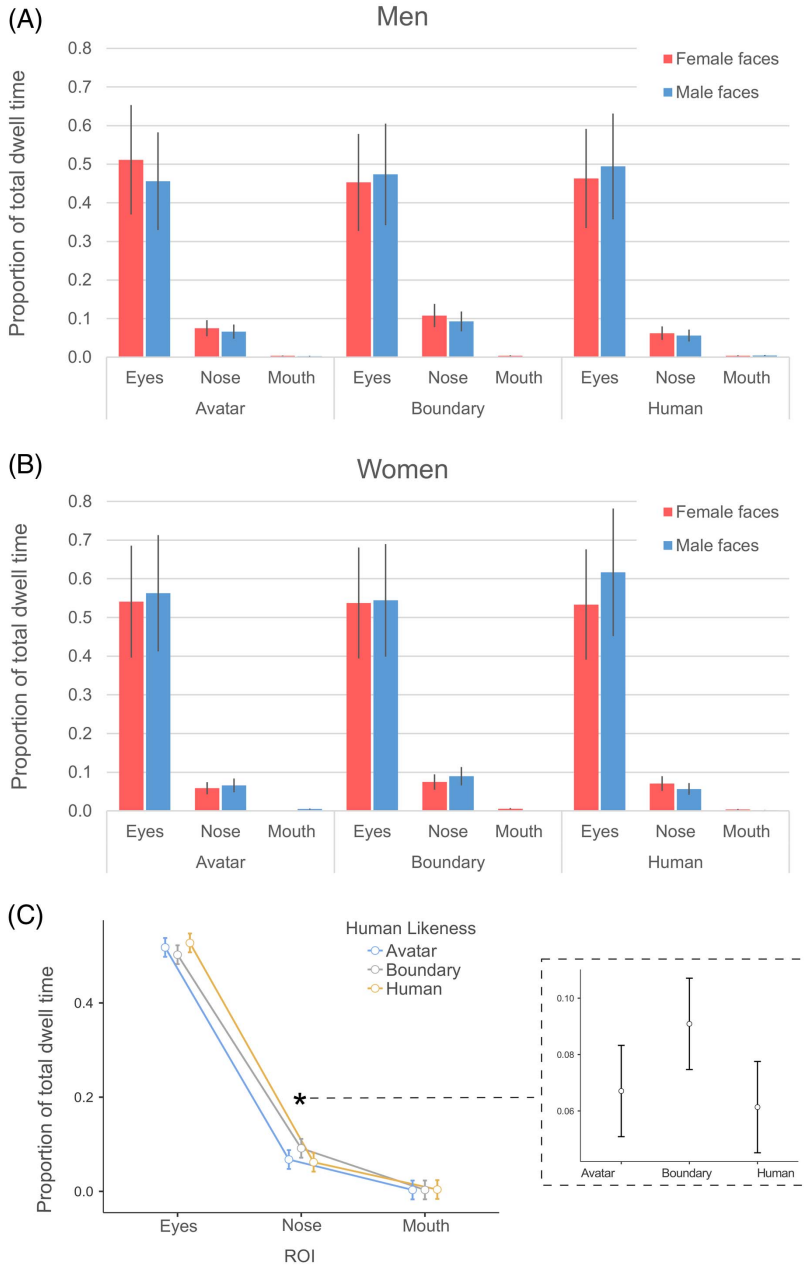 (A)
Men
Proportion of total dwell time
0.8
0.7
0.6
0.5
0.4
0.3
0.2
0.1
0.0
Female faces
Male faces
Eyes Nose Mouth Eyes Nose Mouth Eyes Nose Mouth
Avatar Boundary Human
(B)
Women
Proportion of total dwell time
0.8
0.7
0.6
0.5
0.4
0.3
0.2
0.1
0.0
Female faces
Male faces
Eyes Nose Mouth Eyes Nose Mouth Eyes Nose Mouth
Avatar Boundary Human
(C)
Proportion of total dwell time
0.4
0.2
0.0
Human Likeness
Avatar
Boundary
Human
*
Eyes Nose Mouth
ROI
0.10
0.08
0.06
Avatar Boundary Human